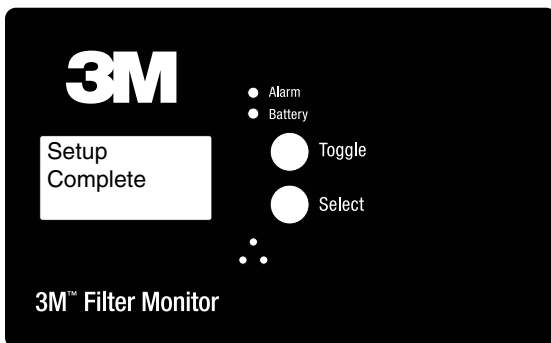 3M
Alarm
Battery
Setup
Complete
Toggle
Select
3M™ Filter Monitor